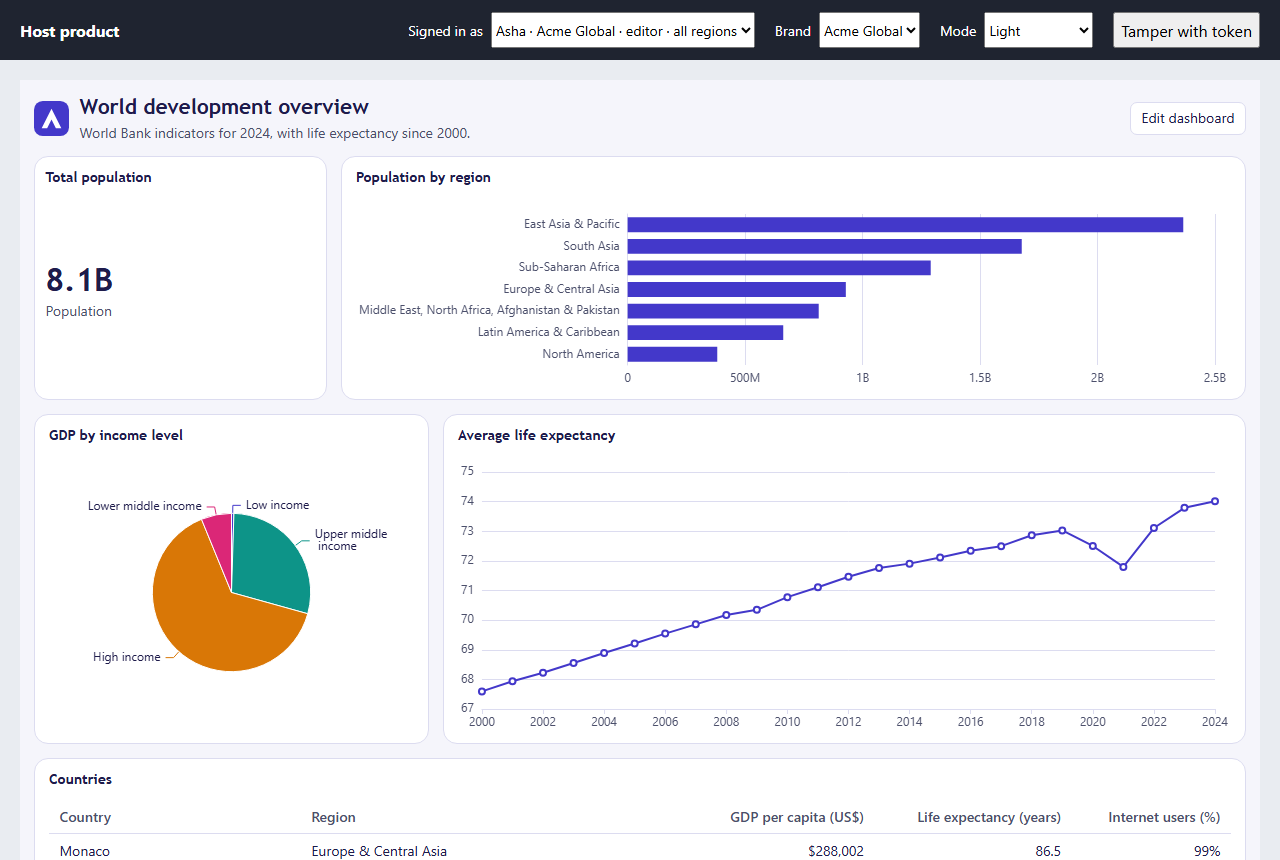 Host product
Signed in as
Asha · Acme Global · editor · all regions
Brand
Acme Global
Mode
Light
Tamper with token
World development overview
World Bank indicators for 2024, with life expectancy since 2000.
Edit dashboard
Total population
8.1B
Population
Population by region
East Asia & Pacific
South Asia
Sub-Saharan Africa
Europe & Central Asia
Middle East, North Africa, Afghanistan & Pakistan
Latin America & Caribbean
North America
0 500M 1B 1.5B 2B 2.5B
GDP by income level
Lower middle income
Low income
Upper middle
income
High income
Average life expectancy
75
74
73
72
71
70
69
68
67
2000 2002 2004 2006 2008 2010 2012 2014 2016 2018 2020 2022 2024
Countries
Country Region GDP per capita (US$) Life expectancy (years) Internet users (%)
Monaco Europe & Central Asia $288,002 86.5 99%